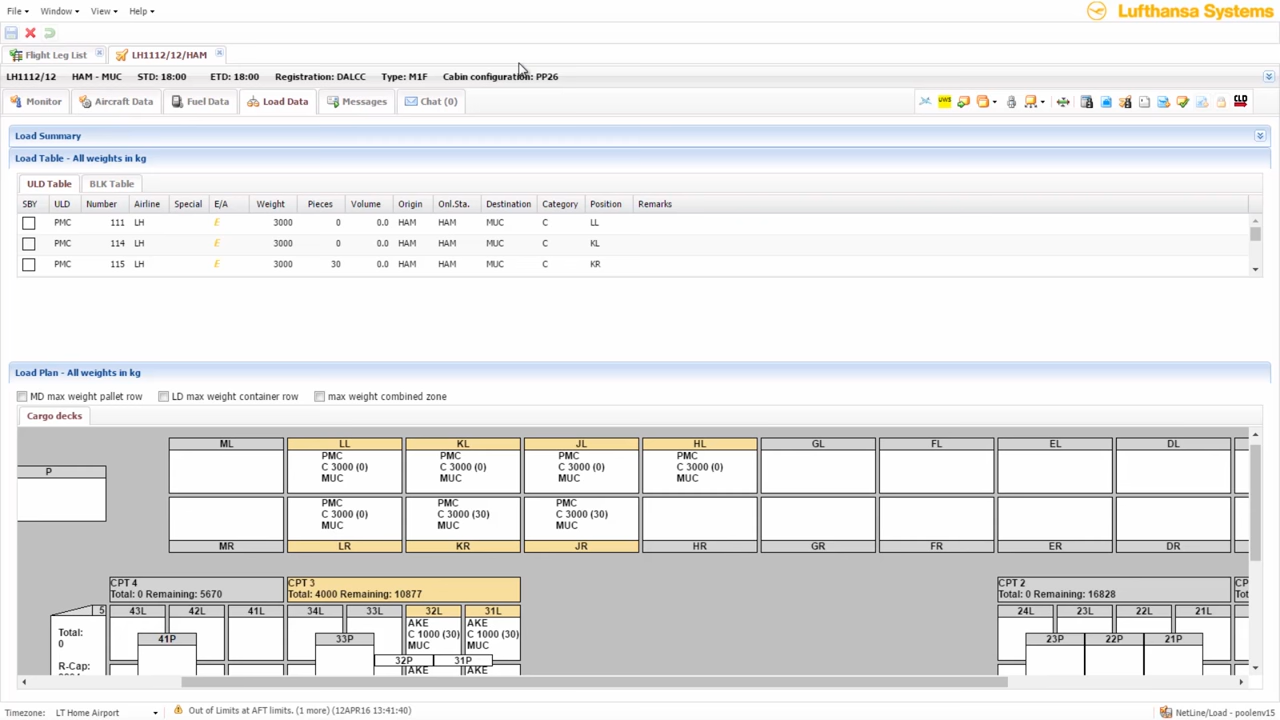 File Window View Help
Lufthansa Systems
Flight Leg List LH1112/12/HAM
LH1112/12 HAM - MUC STD: 18:00 ETD: 18:00 Registration: DALCC Type: M1F Cabin configuration: PP26
Monitor Aircraft Data Fuel Data Load Data Messages Chat (0) UWS CLD
Load Summary
Load Table - All weights in kg
ULD Table BLK Table
SBY ULD Number Airline Special E/A Weight Pieces Volume Origin Onl.Sta. Destination Category Position Remarks
PMC 111 LH E 3000 0 0.0 HAM HAM MUC C LL
PMC 114 LH E 3000 0 0.0 HAM HAM MUC C KL
PMC 115 LH E 3000 30 0.0 HAM HAM MUC C KR
Load Plan - All weights in kg
MD max weight pallet row LD max weight container row max weight combined zone
Cargo decks
ML LL KL JL HL GL FL EL DL
PMC PMC PMC PMC
C 3000 (0) C 3000 (0) C 3000 (0) C 3000 (0)
P
MUC MUC MUC MUC
PMC PMC PMC
C 3000 (0) C 3000 (30) C 3000 (30)
MUC MUC MUC
MR LR KR JR HR GR FR ER DR
CPT 4 CPT 3 CPT 2
Total: 0 Remaining: 5670 Total: 4000 Remaining: 10877 Total: 0 Remaining: 16828
5 43L 42L 41L 34L 33L 32L 31L 24L 23L 22L 21L
AKE AKE
Total: C 1000 (30) C 1000 (30)
0 41P 33P MUC MUC 23P 22P 21P
32P 31P
R-Cap: AKE AKE
Timezone: LT Home Airport Out of Limits at AFT limits. (1 more) (12APR16 13:41:40) NetLine/Load - poolenv15